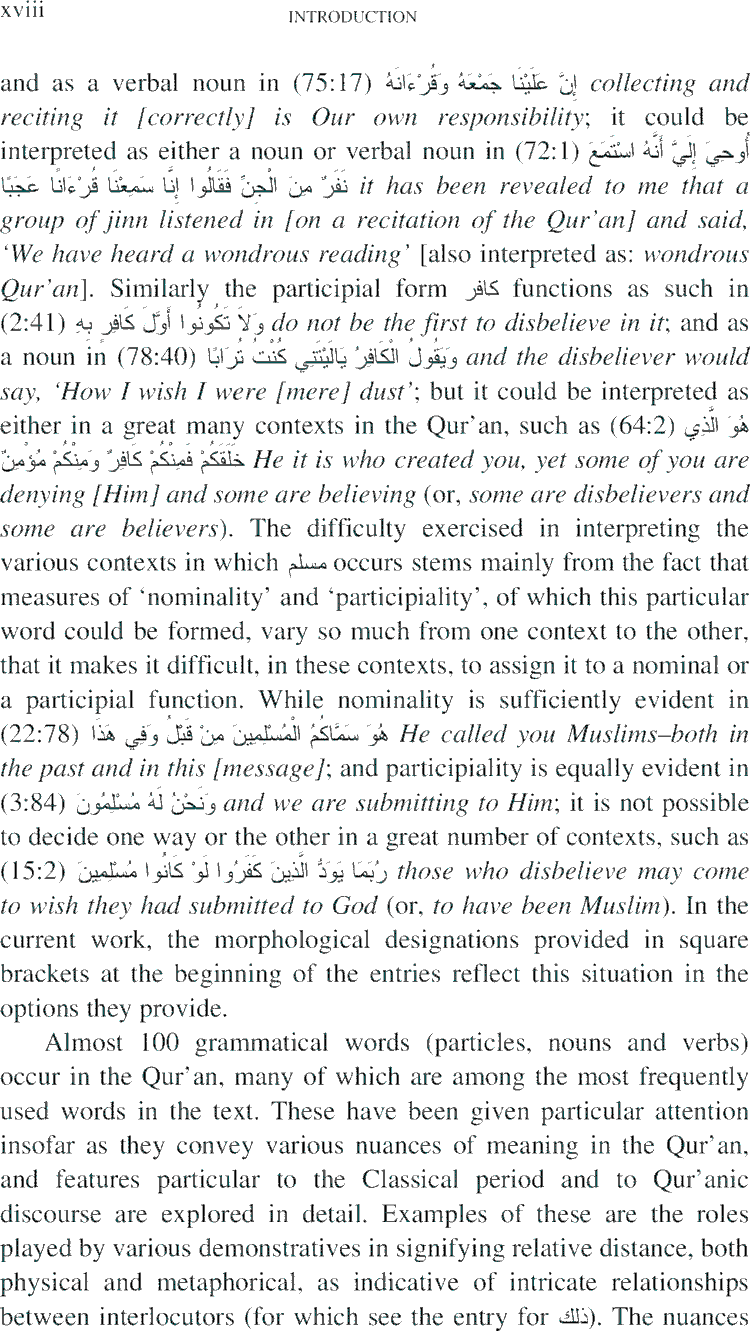 xviii INTRODUCTION
and as a verbal noun in (75:17) إِنَّ عَلَيْنَا جَمْعَهُ وَقُرْءَانَهُ collecting and
reciting it [correctly] is Our own responsibility; it could be
interpreted as either a noun or verbal noun in (72:1) أُوحِيَ إِلَيَّ أَنَّهُ اسْتَمَعَ
نَفَرٌ مِنَ الْجِنِّ فَقَالُوا إِنَّا سَمِعْنَا قُرْءَانًا عَجَبًا it has been revealed to me that a
group of jinn listened in [on a recitation of the Qur'an] and said,
‘We have heard a wondrous reading’ [also interpreted as: wondrous
Qur'an]. Similarly the participial form كافر functions as such in
(2:41) وَلاَ تَكُونُوا أَوَّلَ كَافِرٍ بِهِ do not be the first to disbelieve in it; and as
a noun in (78:40) وَيَقُولُ الْكَافِرُ يَالَيْتَنِي كُنْتُ تُرَابًا and the disbeliever would
say, ‘How I wish I were [mere] dust’; but it could be interpreted as
either in a great many contexts in the Qur'an, such as (64:2) هُوَ الَّذِي
خَلَقَكُمْ فَمِنْكُمْ كَافِرٌ وَمِنْكُمْ مُؤْمِنٌ He it is who created you, yet some of you are
denying [Him] and some are believing (or, some are disbelievers and
some are believers). The difficulty exercised in interpreting the
various contexts in which مسلم occurs stems mainly from the fact that
measures of ‘nominality’ and ‘participiality’, of which this particular
word could be formed, vary so much from one context to the other,
that it makes it difficult, in these contexts, to assign it to a nominal or
a participial function. While nominality is sufficiently evident in
(22:78) هُوَ سَمَّاكُمُ الْمُسْلِمِينَ مِنْ قَبْلُ وَفِي هَذَا He called you Muslims–both in
the past and in this [message]; and participiality is equally evident in
(3:84) وَنَحْنُ لَهُ مُسْلِمُونَ and we are submitting to Him; it is not possible
to decide one way or the other in a great number of contexts, such as
(15:2) رُبَمَا يَوَدُّ الَّذِينَ كَفَرُوا لَوْ كَانُوا مُسْلِمِينَ those who disbelieve may come
to wish they had submitted to God (or, to have been Muslim). In the
current work, the morphological designations provided in square
brackets at the beginning of the entries reflect this situation in the
options they provide.
Almost 100 grammatical words (particles, nouns and verbs)
occur in the Qur'an, many of which are among the most frequently
used words in the text. These have been given particular attention
insofar as they convey various nuances of meaning in the Qur'an,
and features particular to the Classical period and to Qur'anic
discourse are explored in detail. Examples of these are the roles
played by various demonstratives in signifying relative distance, both
physical and metaphorical, as indicative of intricate relationships
between interlocutors (for which see the entry for ذلك). The nuances